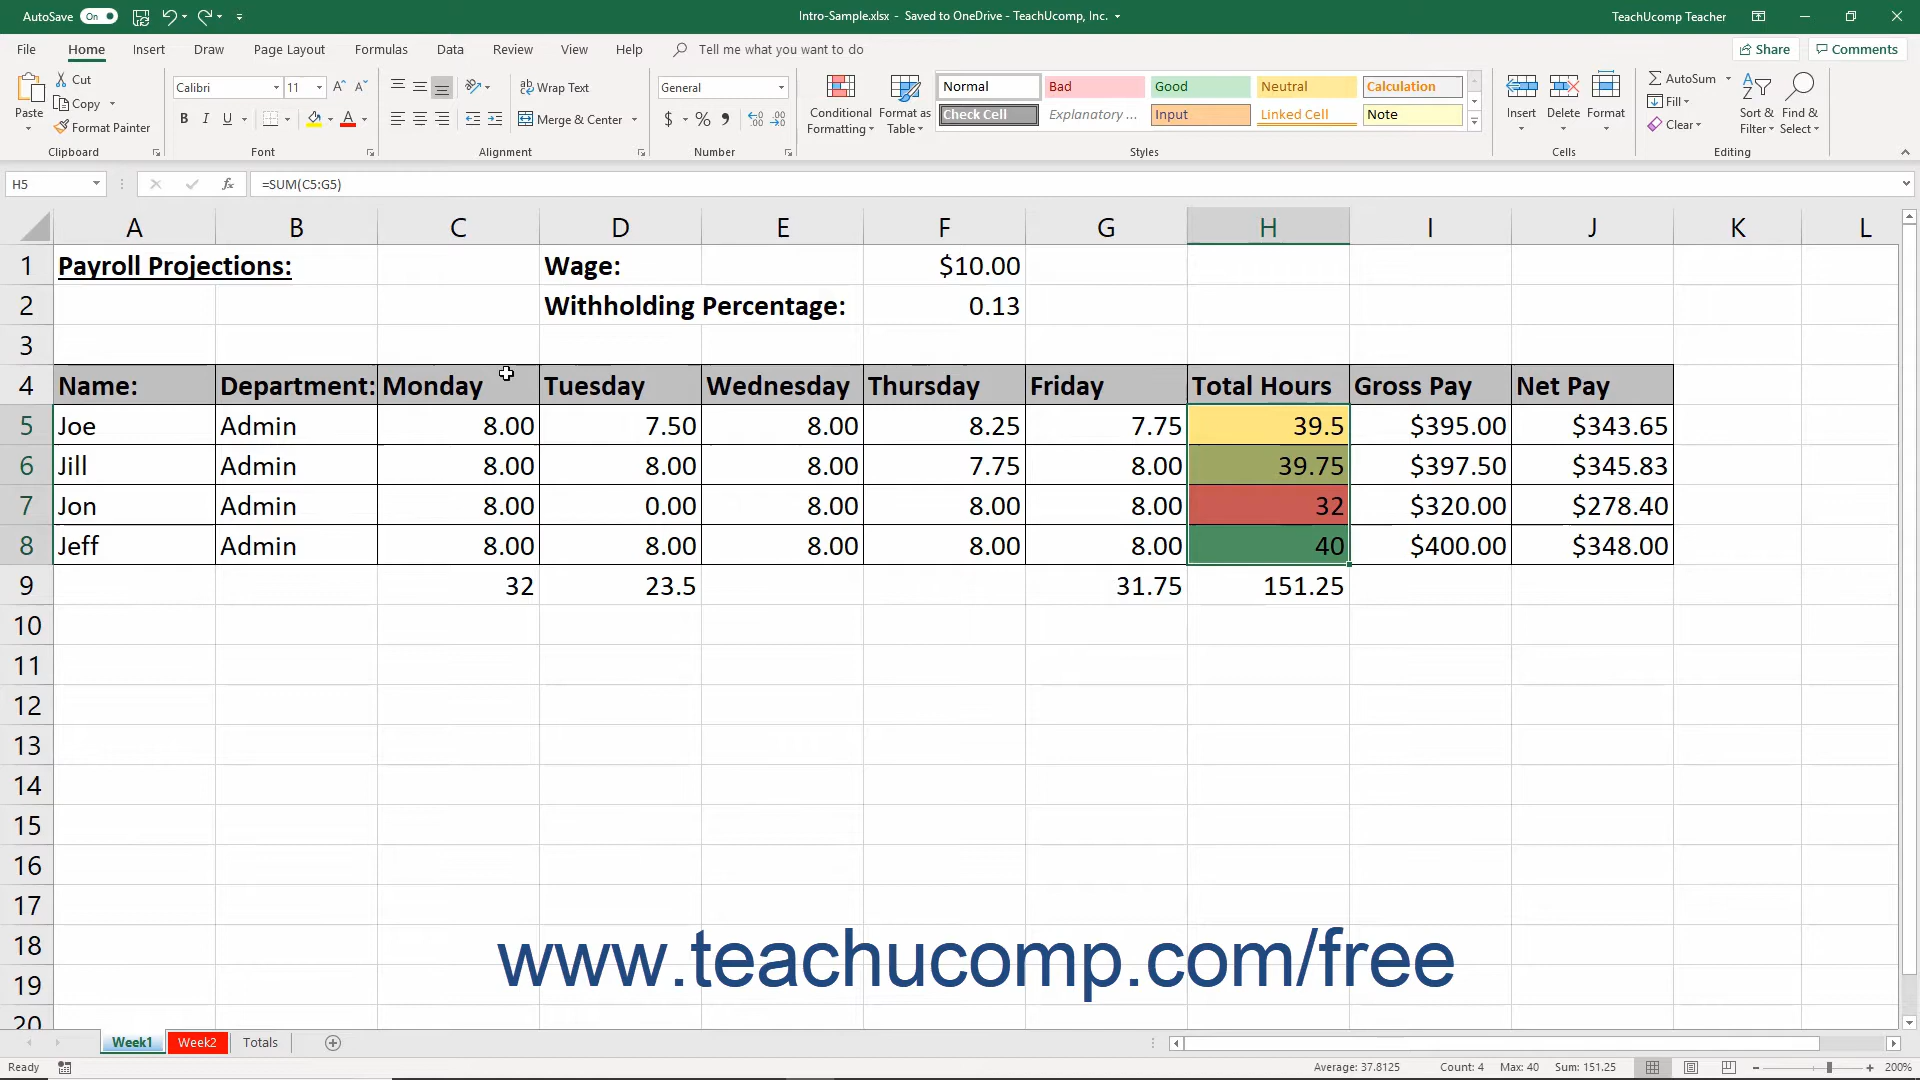 AutoSave On Intro-Sample.xlsx - Saved to OneDrive - TeachUcomp, Inc. TeachUcomp Teacher
File Home Insert Draw Page Layout Formulas Data Review View Help Tell me what you want to do Share Comments
Paste Cut Copy Format Painter
Clipboard
Calibri 11
B I U A
Font
Wrap Text
Merge & Center
Alignment
General
$ % 9
Number
Conditional Formatting
Format as Table
Normal Bad Good Neutral Calculation
Check Cell Explanatory ... Input Linked Cell Note
Styles
Insert Delete Format
Cells
AutoSum
Fill
Clear
Sort & Filter
Find & Select
Editing
H5 fx =SUM(C5:G5)
A B C D E F G H I J K L
1 Payroll Projections: Wage: $10.00
2 Withholding Percentage: 0.13
3
4 Name: Department: Monday Tuesday Wednesday Thursday Friday Total Hours Gross Pay Net Pay
5 Joe Admin 8.00 7.50 8.00 8.25 7.75 39.5 $395.00 $343.65
6 Jill Admin 8.00 8.00 8.00 7.75 8.00 39.75 $397.50 $345.83
7 Jon Admin 8.00 0.00 8.00 8.00 8.00 32 $320.00 $278.40
8 Jeff Admin 8.00 8.00 8.00 8.00 8.00 40 $400.00 $348.00
9 32 23.5 31.75 151.25
10
11
12
13
14
15
16
17
18
www.teachucomp.com/free
19
20
Week1 Week2 Totals
Ready Average: 37.8125 Count: 4 Max: 40 Sum: 151.25 200%